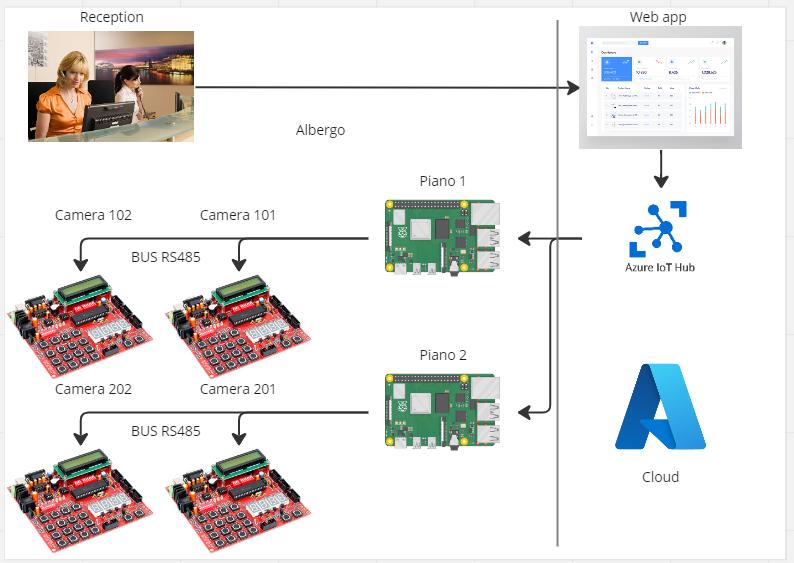 Reception
Web app
Albergo
Piano 1
Camera 102
Camera 101
BUS RS485
Azure IoT Hub
Piano 2
Camera 202
Camera 201
BUS RS485
Cloud